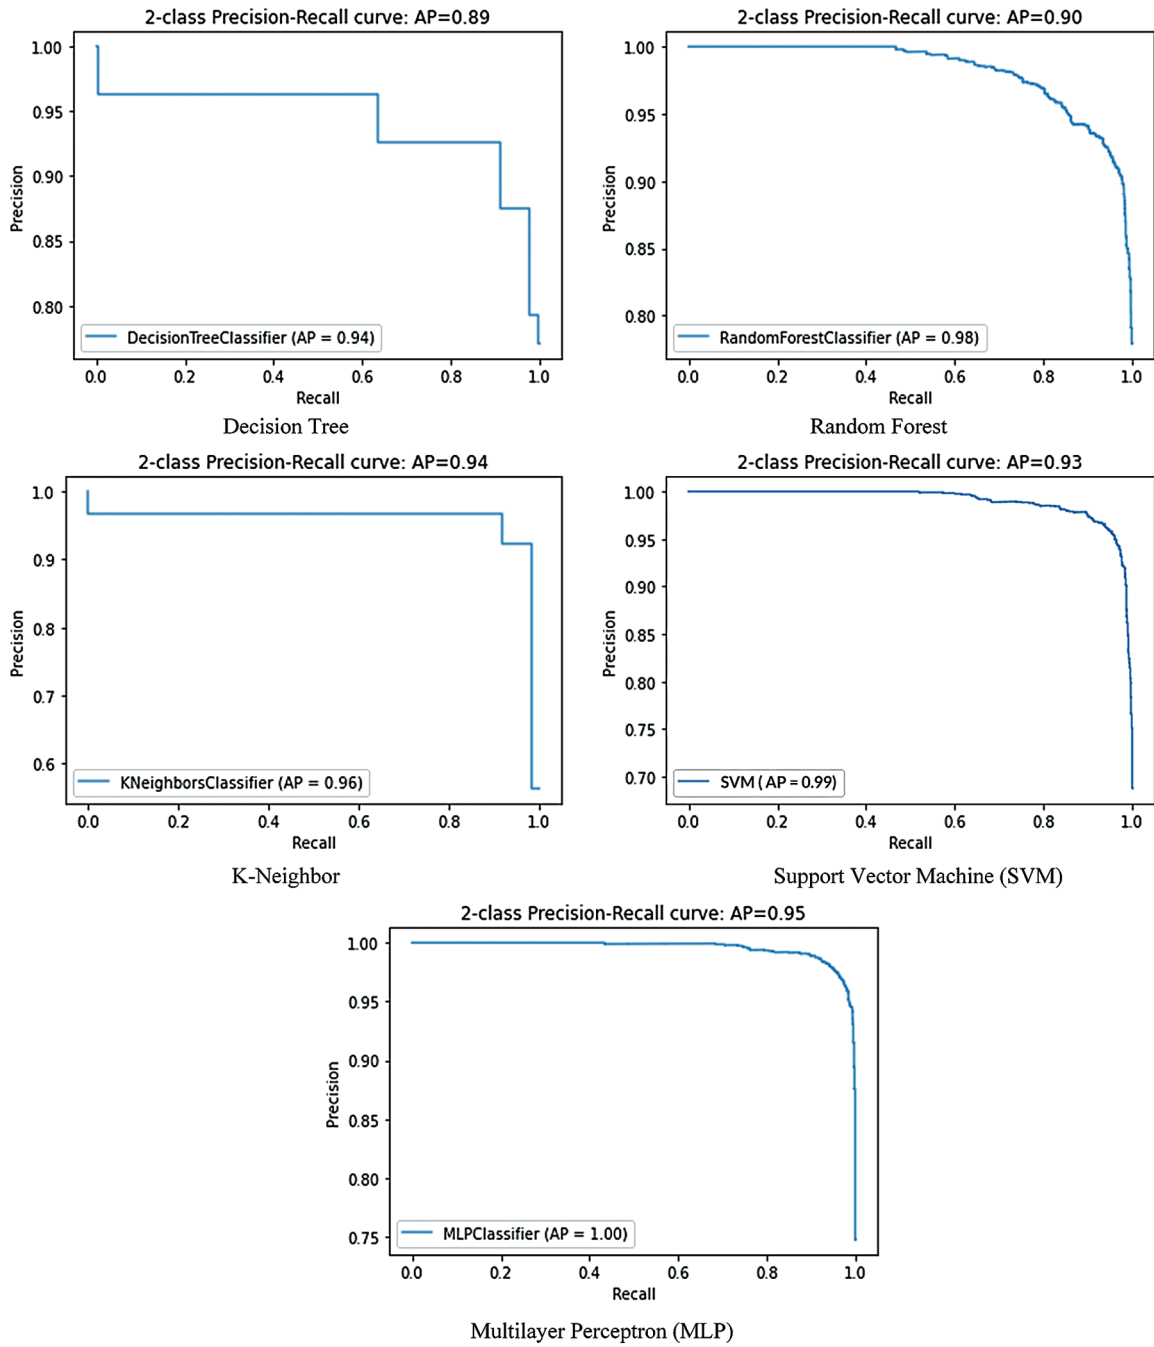 2-class Precision-Recall curve: AP=0.89
1.00
0.95
0.90
0.85
0.80
Precision
DecisionTreeClassifier (AP = 0.94)
0.0 0.2 0.4 0.6 0.8 1.0
Recall
Decision Tree
2-class Precision-Recall curve: AP=0.90
1.00
0.95
0.90
0.85
0.80
Precision
RandomForestClassifier (AP = 0.98)
0.0 0.2 0.4 0.6 0.8 1.0
Recall
Random Forest
2-class Precision-Recall curve: AP=0.94
1.0
0.9
0.8
0.7
0.6
Precision
KNeighborsClassifier (AP = 0.96)
0.0 0.2 0.4 0.6 0.8 1.0
Recall
K-Neighbor
2-class Precision-Recall curve: AP=0.93
1.00
0.95
0.90
0.85
0.80
0.75
0.70
Precision
SVM ( AP = 0.99)
0.0 0.2 0.4 0.6 0.8 1.0
Recall
Support Vector Machine (SVM)
2-class Precision-Recall curve: AP=0.95
1.00
0.95
0.90
0.85
0.80
0.75
Precision
MLPClassifier (AP = 1.00)
0.0 0.2 0.4 0.6 0.8 1.0
Recall
Multilayer Perceptron (MLP)